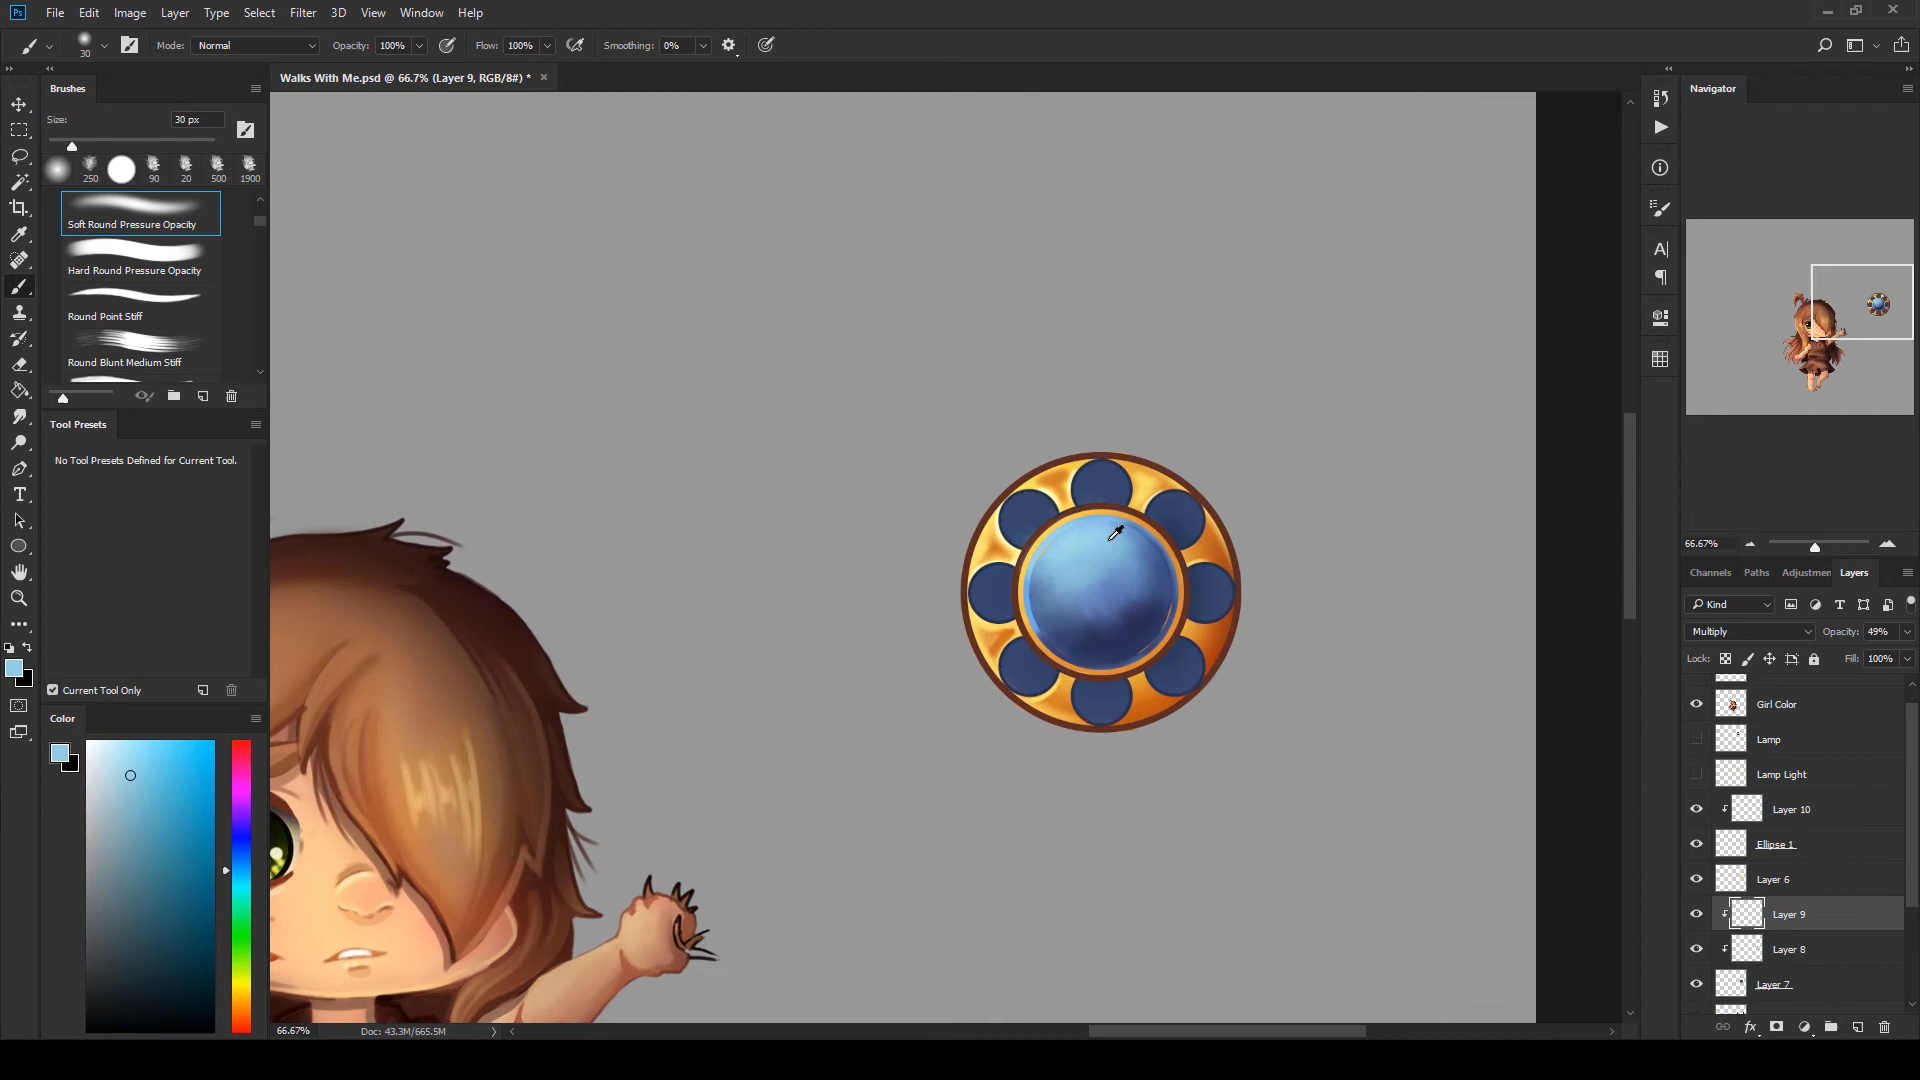 Ps File Edit Image Layer Type Select Filter 3D View Window Help
30 Mode: Normal Opacity: 100% Flow: 100% Smoothing: 0%
Brushes
Size: 30 px
250 90 20 500 1900
Soft Round Pressure Opacity
Hard Round Pressure Opacity
Round Point Stiff
Round Blunt Medium Stiff
Tool Presets
No Tool Presets Defined for Current Tool.
Current Tool Only
Color
Walks With Me.psd @ 66.7% (Layer 9, RGB/8#) *
66.67% Doc: 43.3M/665.5M
Navigator
66.67%
Channels Paths Adjustmen Layers
Kind
Multiply Opacity: 49%
Lock: Fill: 100%
Girl Color
Lamp
Lamp Light
Layer 10
Ellipse 1
Layer 6
Layer 9
Layer 8
Layer 7
fx